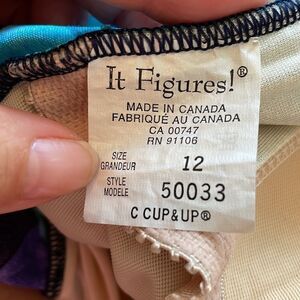 It Figures!®
MADE IN CANADA
FABRIQUÉ AU CANADA
CA 00747
RN 91106
SIZE
GRANDEUR 12
STYLE
MODELE 50033
C CUP&UP®